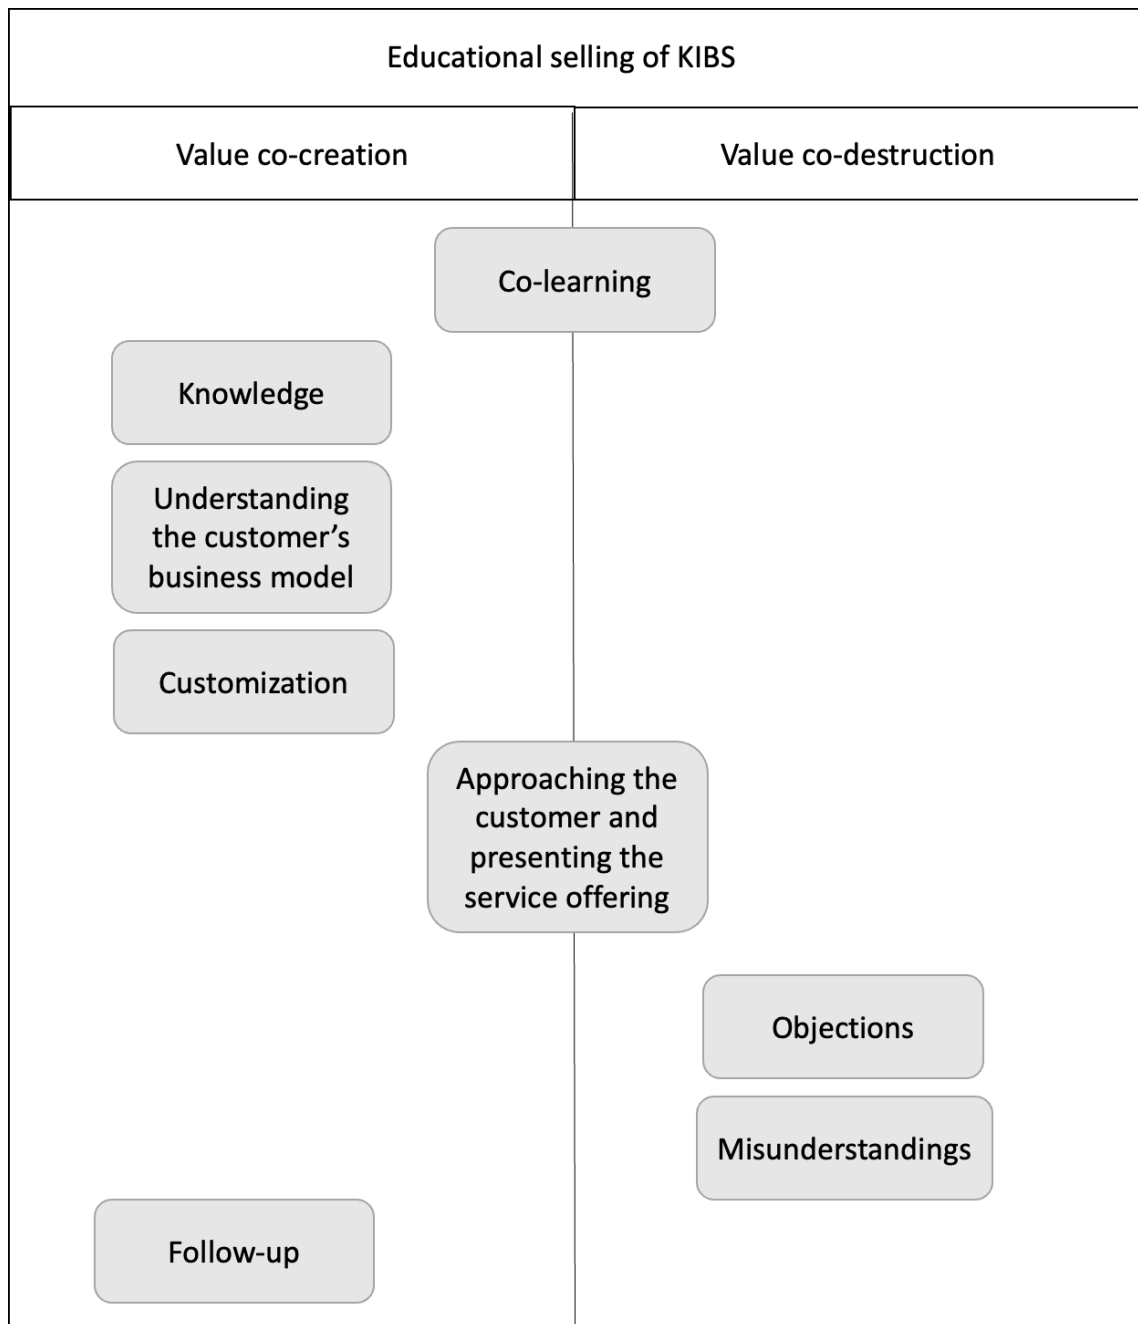 Educational selling of KIBS
Value co-creation
Value co-destruction
Co-learning
Knowledge
Understanding
the customer’s
business model
Customization
Approaching the
customer and
presenting the
service offering
Objections
Misunderstandings
Follow-up